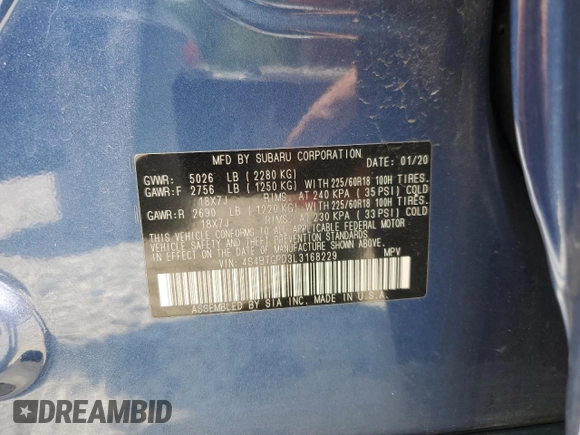 MFD BY SUBARU CORPORATION DATE: 01/20
GVWR: 5026 LB (2280 KG)
GAWR:F 2756 LB (1250 KG) WITH 225/60R18 100H TIRES.
18X7J RIMS. AT 240 KPA (35 PSI) COLD
GAWR:R 2690 LB (1220 KG) WITH 225/60R18 100H TIRES.
18X7J RIMS. AT 230 KPA (33 PSI) COLD
THIS VEHICLE CONFORMS TO ALL APPLICABLE FEDERAL MOTOR
VEHICLE SAFETY AND THEFT PREVENTION STANDARDS
IN EFFECT ON THE DATE OF MANUFACTURE SHOWN ABOVE.
VIN: 4S4BTGPD3L3168229 MPV
ASSEMBLED BY SIA INC. MADE IN U.S.A.
DREAMBID